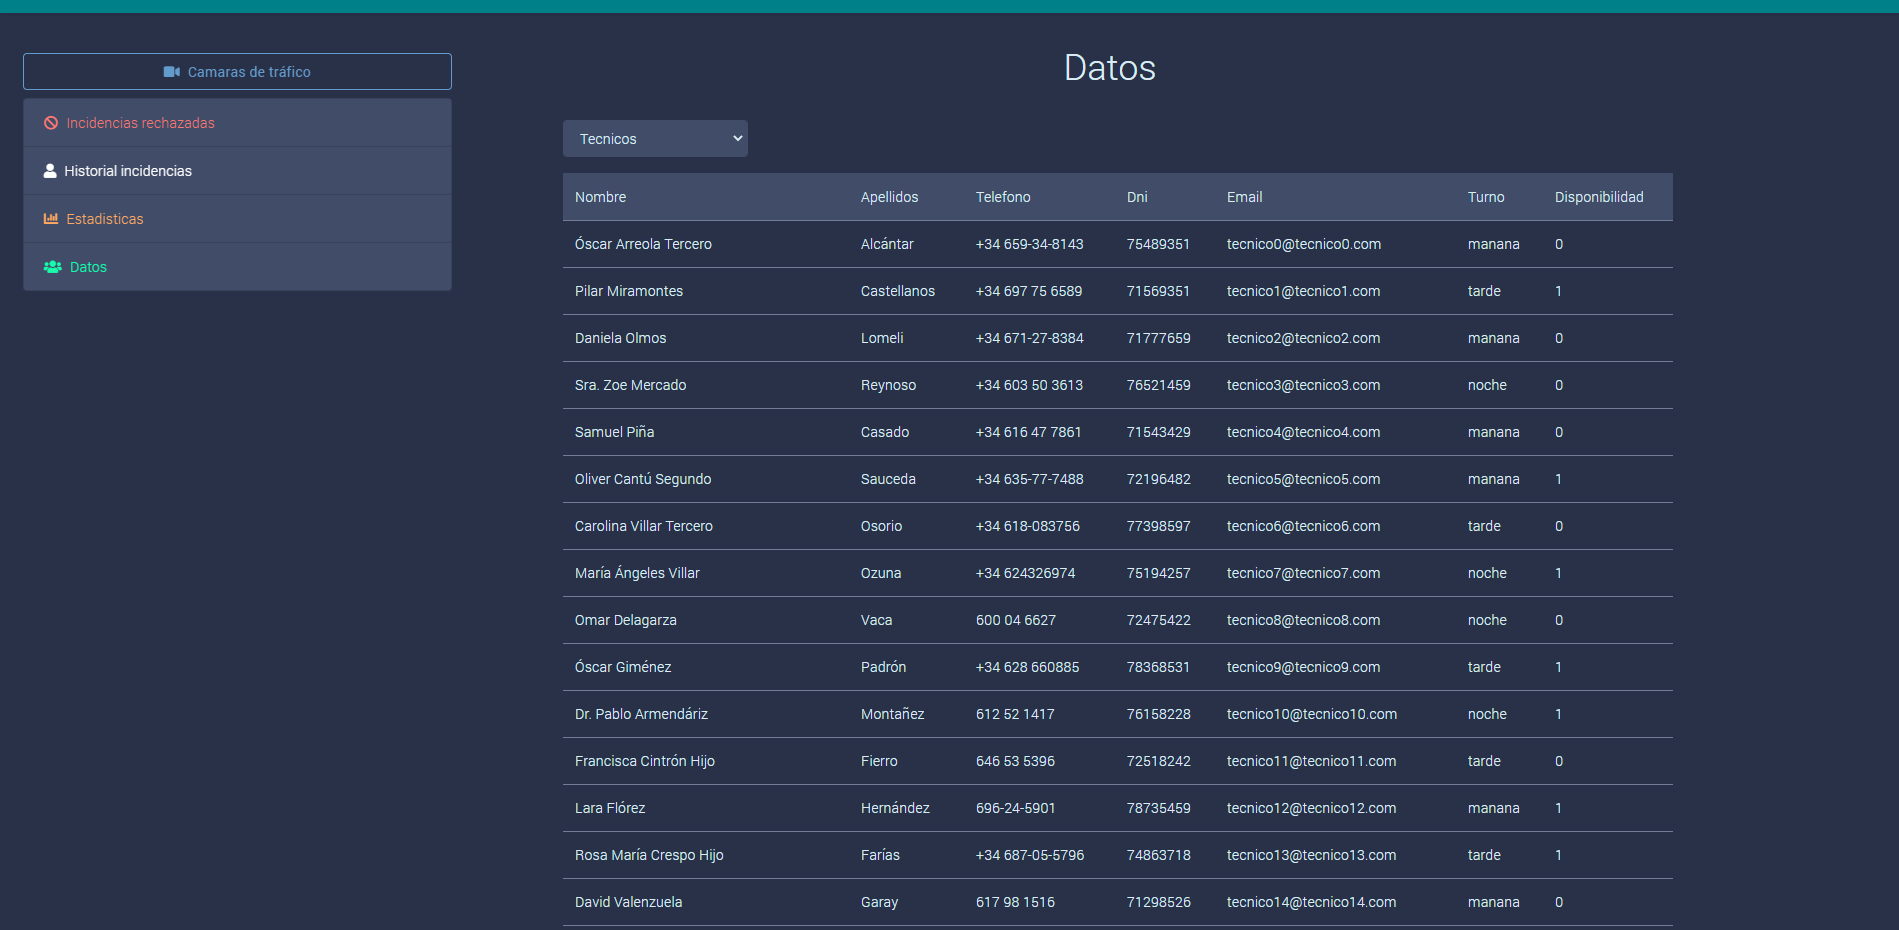 Camaras de tráfico
Incidencias rechazadas
Historial incidencias
Estadisticas
Datos
Datos
Tecnicos
Nombre Apellidos Telefono Dni Email Turno Disponibilidad
Óscar Arreola Tercero Alcántar +34 659-34-8143 75489351 tecnico0@tecnico0.com manana 0
Pilar Miramontes Castellanos +34 697 75 6589 71569351 tecnico1@tecnico1.com tarde 1
Daniela Olmos Lomeli +34 671-27-8384 71777659 tecnico2@tecnico2.com manana 0
Sra. Zoe Mercado Reynoso +34 603 50 3613 76521459 tecnico3@tecnico3.com noche 0
Samuel Piña Casado +34 616 47 7861 71543429 tecnico4@tecnico4.com manana 0
Oliver Cantú Segundo Sauceda +34 635-77-7488 72196482 tecnico5@tecnico5.com manana 1
Carolina Villar Tercero Osorio +34 618-083756 77398597 tecnico6@tecnico6.com tarde 0
María Ángeles Villar Ozuna +34 624326974 75194257 tecnico7@tecnico7.com noche 1
Omar Delagarza Vaca 600 04 6627 72475422 tecnico8@tecnico8.com noche 0
Óscar Giménez Padrón +34 628 660885 78368531 tecnico9@tecnico9.com tarde 1
Dr. Pablo Armendáriz Montañez 612 52 1417 76158228 tecnico10@tecnico10.com noche 1
Francisca Cintrón Hijo Fierro 646 53 5396 72518242 tecnico11@tecnico11.com tarde 0
Lara Flórez Hernández 696-24-5901 78735459 tecnico12@tecnico12.com manana 1
Rosa María Crespo Hijo Farías +34 687-05-5796 74863718 tecnico13@tecnico13.com tarde 1
David Valenzuela Garay 617 98 1516 71298526 tecnico14@tecnico14.com manana 0